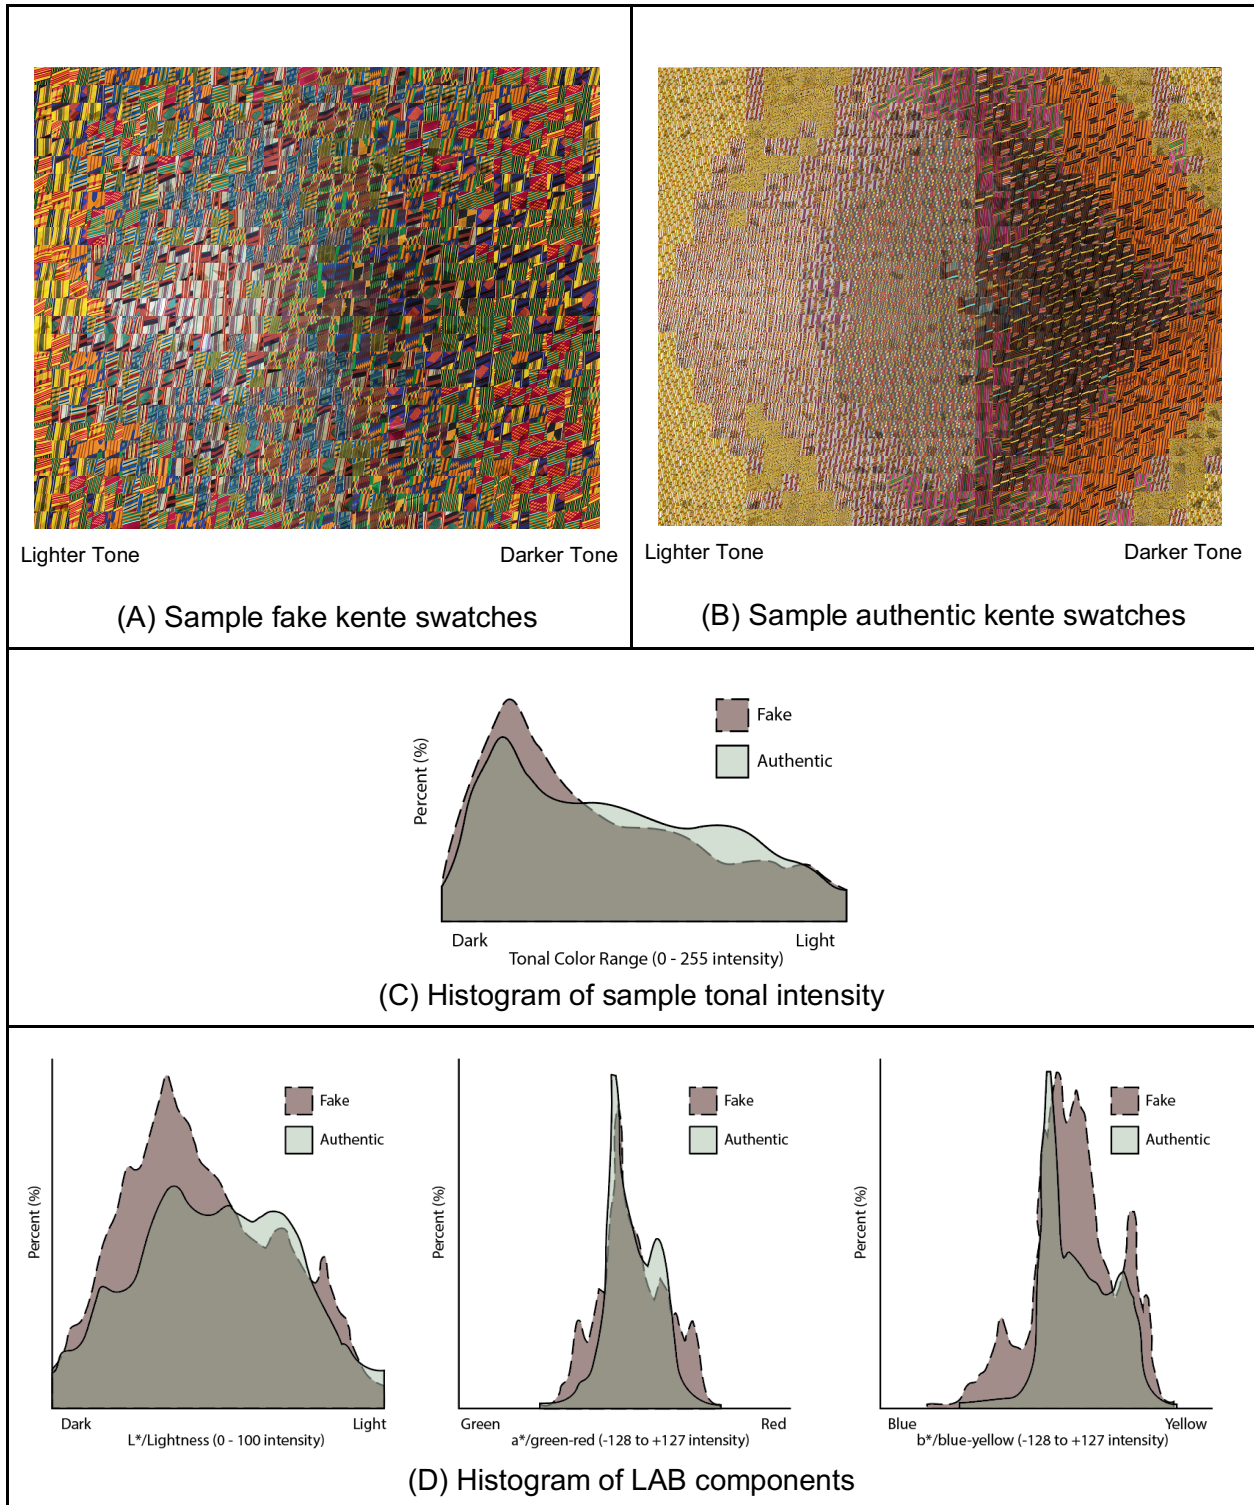 Lighter Tone
Darker Tone
(A) Sample fake kente swatches
Lighter Tone
Darker Tone
(B) Sample authentic kente swatches
Fake
Authentic
Percent (%)
Dark
Light
Tonal Color Range (0 - 255 intensity)
(C) Histogram of sample tonal intensity
Fake
Authentic
Percent (%)
Dark
Light
L*/Lightness (0 - 100 intensity)
Fake
Authentic
Percent (%)
Green
Red
a*/green-red (-128 to +127 intensity)
Fake
Authentic
Percent (%)
Blue
Yellow
b*/blue-yellow (-128 to +127 intensity)
(D) Histogram of LAB components